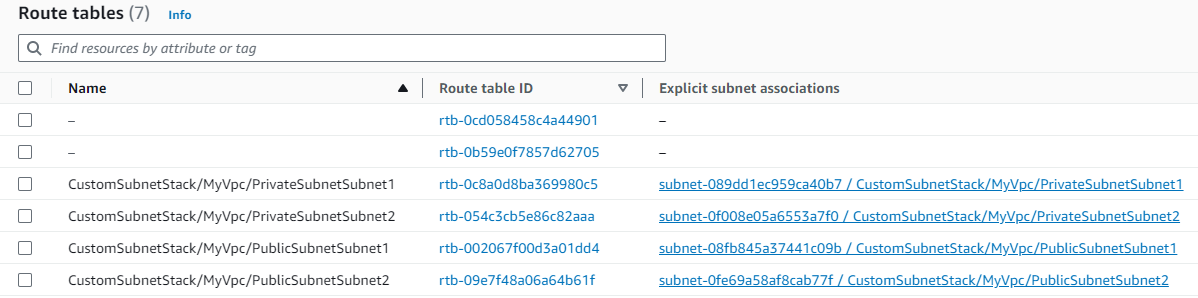 Route tables (7) Info
Find resources by attribute or tag
Name Route table ID Explicit subnet associations
– rtb-0cd058458c4a44901 –
– rtb-0b59e0f7857d62705 –
CustomSubnetStack/MyVpc/PrivateSubnetSubnet1 rtb-0c8a0d8ba369980c5 subnet-089dd1ec959ca40b7 / CustomSubnetStack/MyVpc/PrivateSubnetSubnet1
CustomSubnetStack/MyVpc/PrivateSubnetSubnet2 rtb-054c3cb5e86c82aaa subnet-0f008e05a6553a7f0 / CustomSubnetStack/MyVpc/PrivateSubnetSubnet2
CustomSubnetStack/MyVpc/PublicSubnetSubnet1 rtb-002067f00d3a01dd4 subnet-08fb845a37441c09b / CustomSubnetStack/MyVpc/PublicSubnetSubnet1
CustomSubnetStack/MyVpc/PublicSubnetSubnet2 rtb-09e7f48a06a64b61f subnet-0fe69a58af8cab77f / CustomSubnetStack/MyVpc/PublicSubnetSubnet2